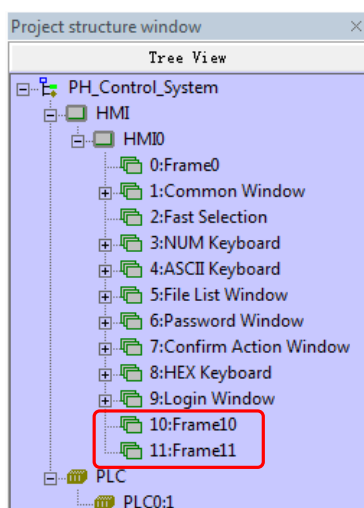 Project structure window
Tree View
PH_Control_System
HMI
HMI0
0:Frame0
1:Common Window
2:Fast Selection
3:NUM Keyboard
4:ASCII Keyboard
5:File List Window
6:Password Window
7:Confirm Action Window
8:HEX Keyboard
9:Login Window
10:Frame10
11:Frame11
PLC
PLC0:1